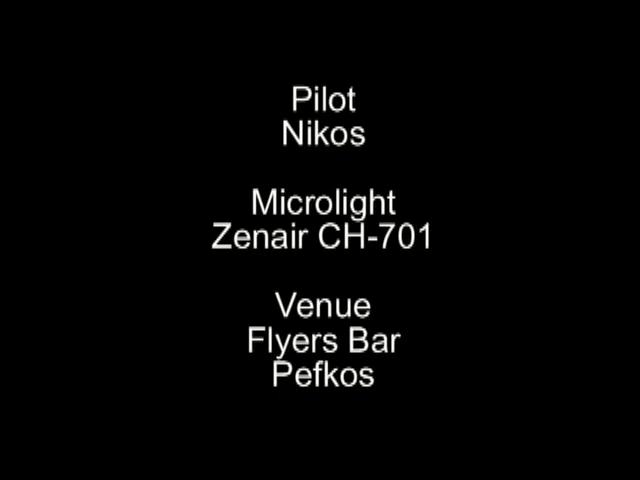 Pilot
Nikos
Microlight
Zenair CH-701
Venue
Flyers Bar
Pefkos